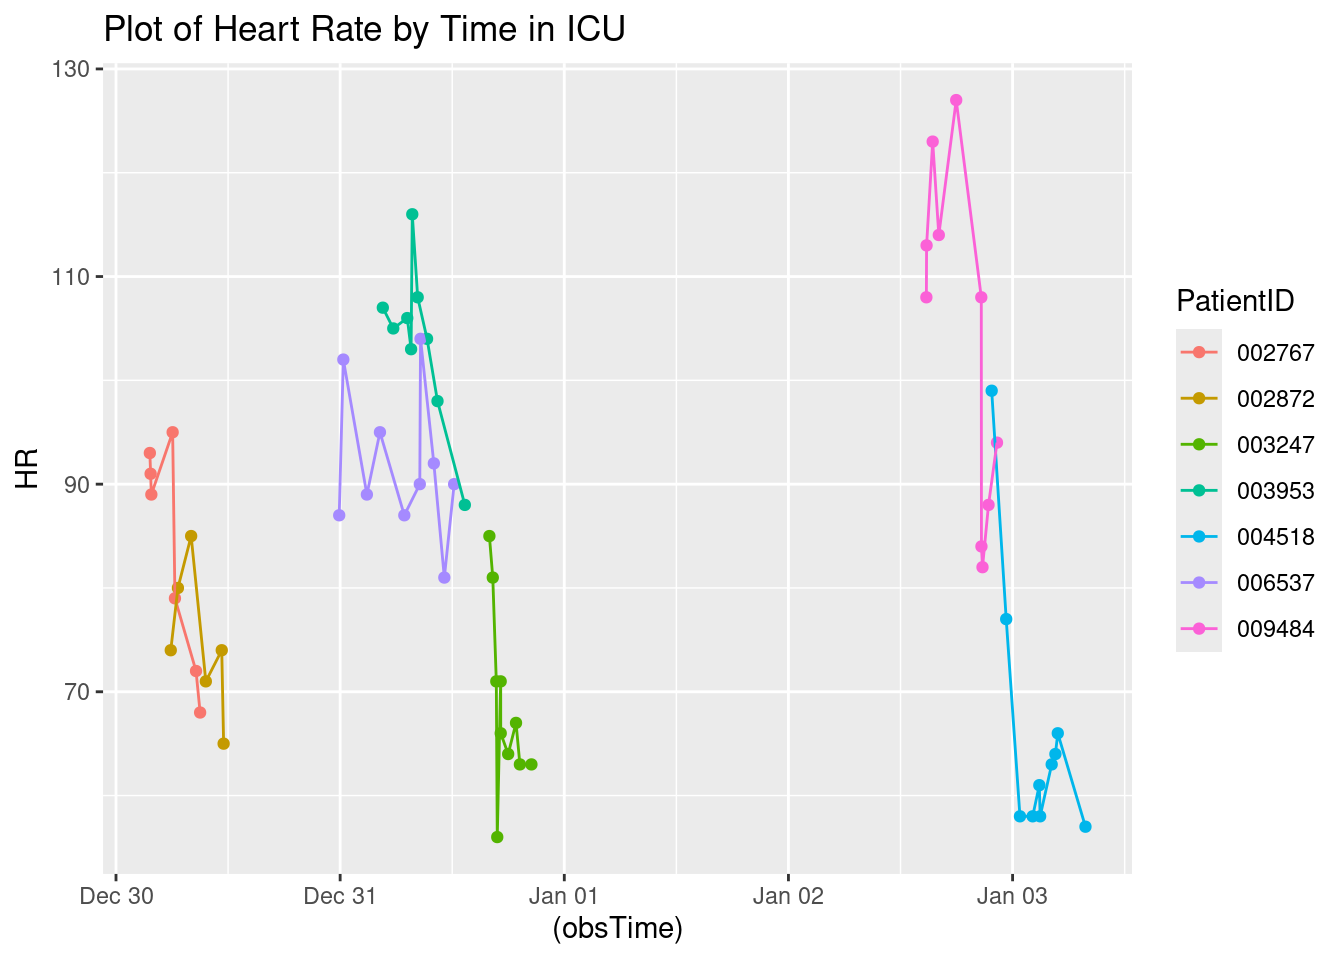 Plot of Heart Rate by Time in ICU
130
110
90
70
HR
Dec 30
Dec 31
Jan 01
Jan 02
Jan 03
(obsTime)
PatientID
002767
002872
003247
003953
004518
006537
009484